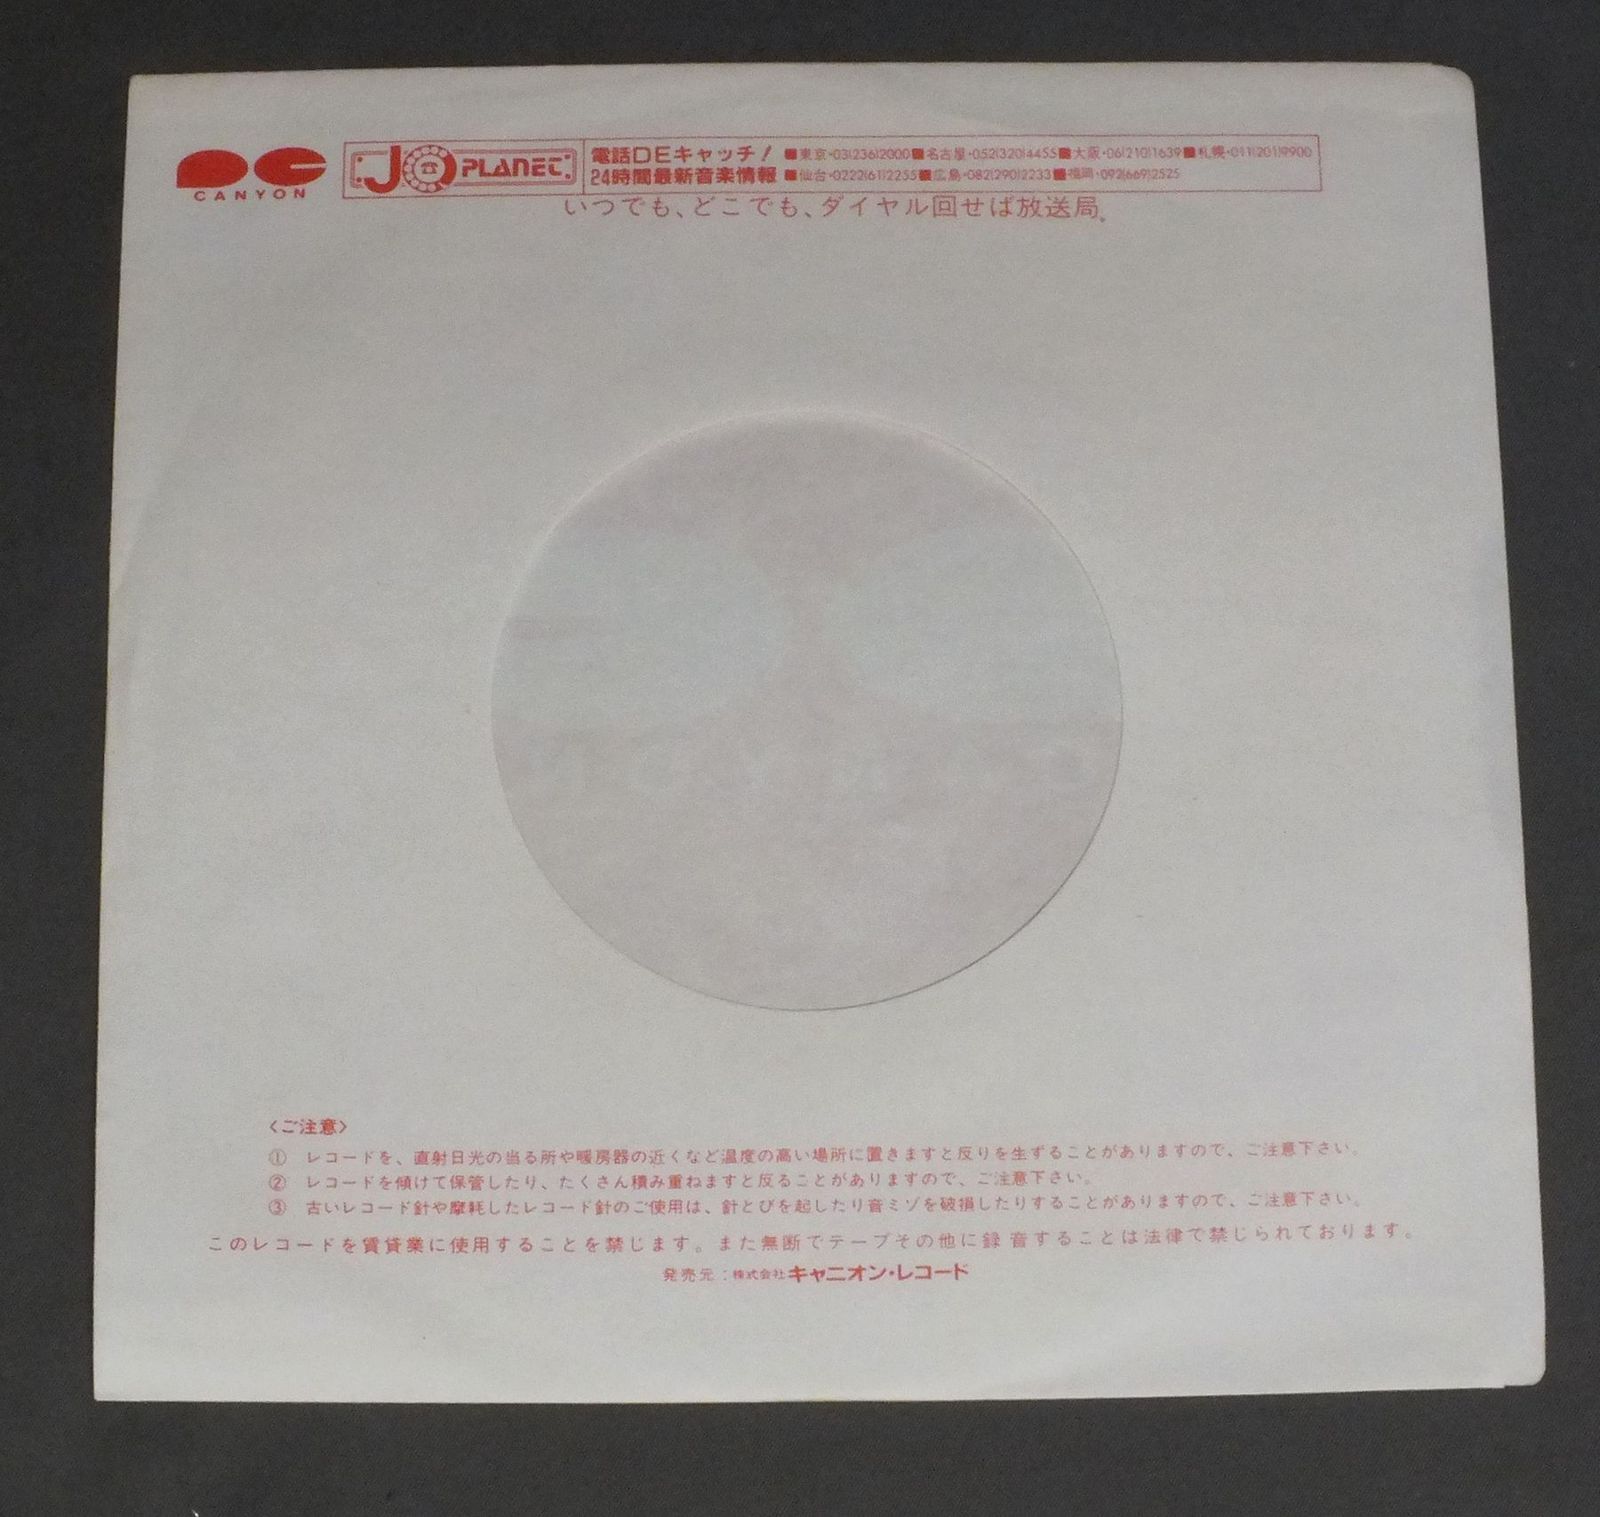 CANYON
JO PLANET
電話DEキャッチ! ■東京・03(236)2000■名古屋・052(320)4455■大阪・06(210)1639■札幌・011(201)9900
24時間最新音楽情報 ■仙台・0222(61)2255■広島・082(290)2233■福岡・092(669)2525
いつでも、どこでも、ダイヤル回せば放送局。
〈ご注意〉
① レコードを、直射日光の当る所や暖房器の近くなど温度の高い場所に置きますと反りを生ずることがありますので、ご注意下さい。
② レコードを傾けて保管したり、たくさん積み重ねますと反ることがありますので、ご注意下さい。
③ 古いレコード針や摩耗したレコード針のご使用は、針とびを起したり音ミゾを破損したりすることがありますので、ご注意下さい。
このレコードを賃貸業に使用することを禁じます。また無断でテープその他に録音することは法律で禁じられております。
発売元：株式会社キャニオン・レコード